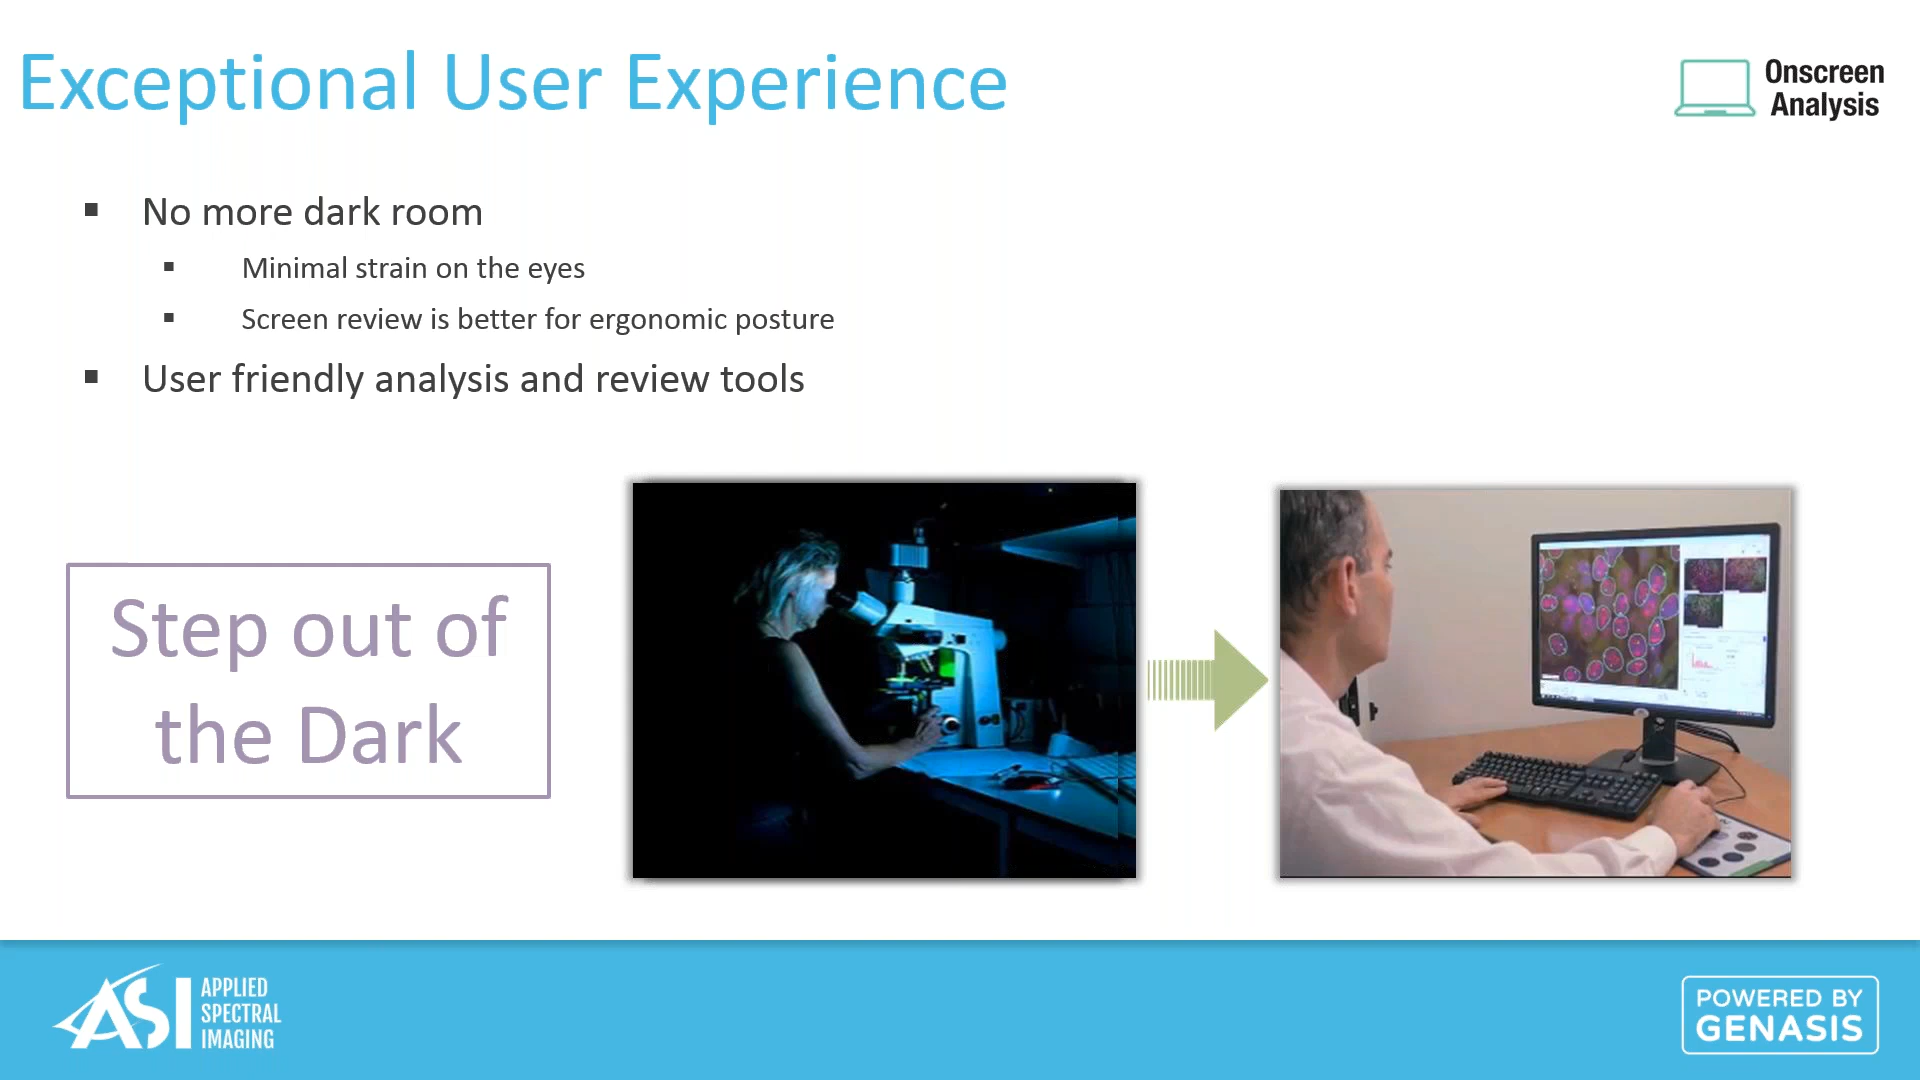 Exceptional User Experience
Onscreen
Analysis
No more dark room
Minimal strain on the eyes
Screen review is better for ergonomic posture
User friendly analysis and review tools
Step out of
the Dark
ASI
APPLIED
SPECTRAL
IMAGING
POWERED BY
GENASIS